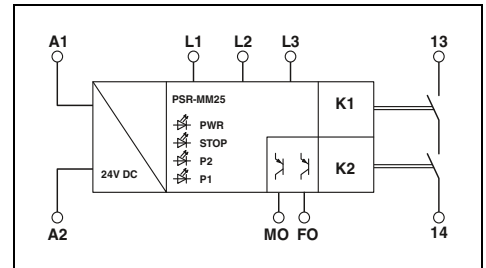 A1 L1 L2 L3 13
PSR-MM25
K1
PWR
STOP
P2
K2
24V DC
P1
A2 MO FO 14